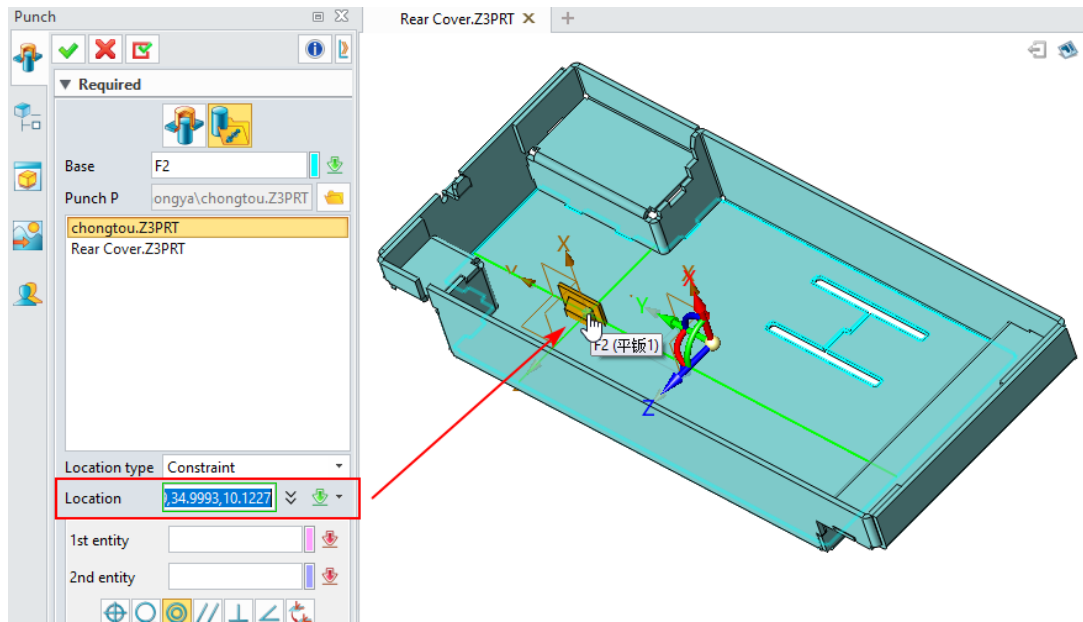 Punch
Rear Cover.Z3PRT
Required
Base F2
Punch P ongya\chongtou.Z3PRT
chongtou.Z3PRT
Rear Cover.Z3PRT
Location type Constraint
Location ),34.9993,10.1227
1st entity
2nd entity
X
Y
X
Y
Z
F2 (平钣1)